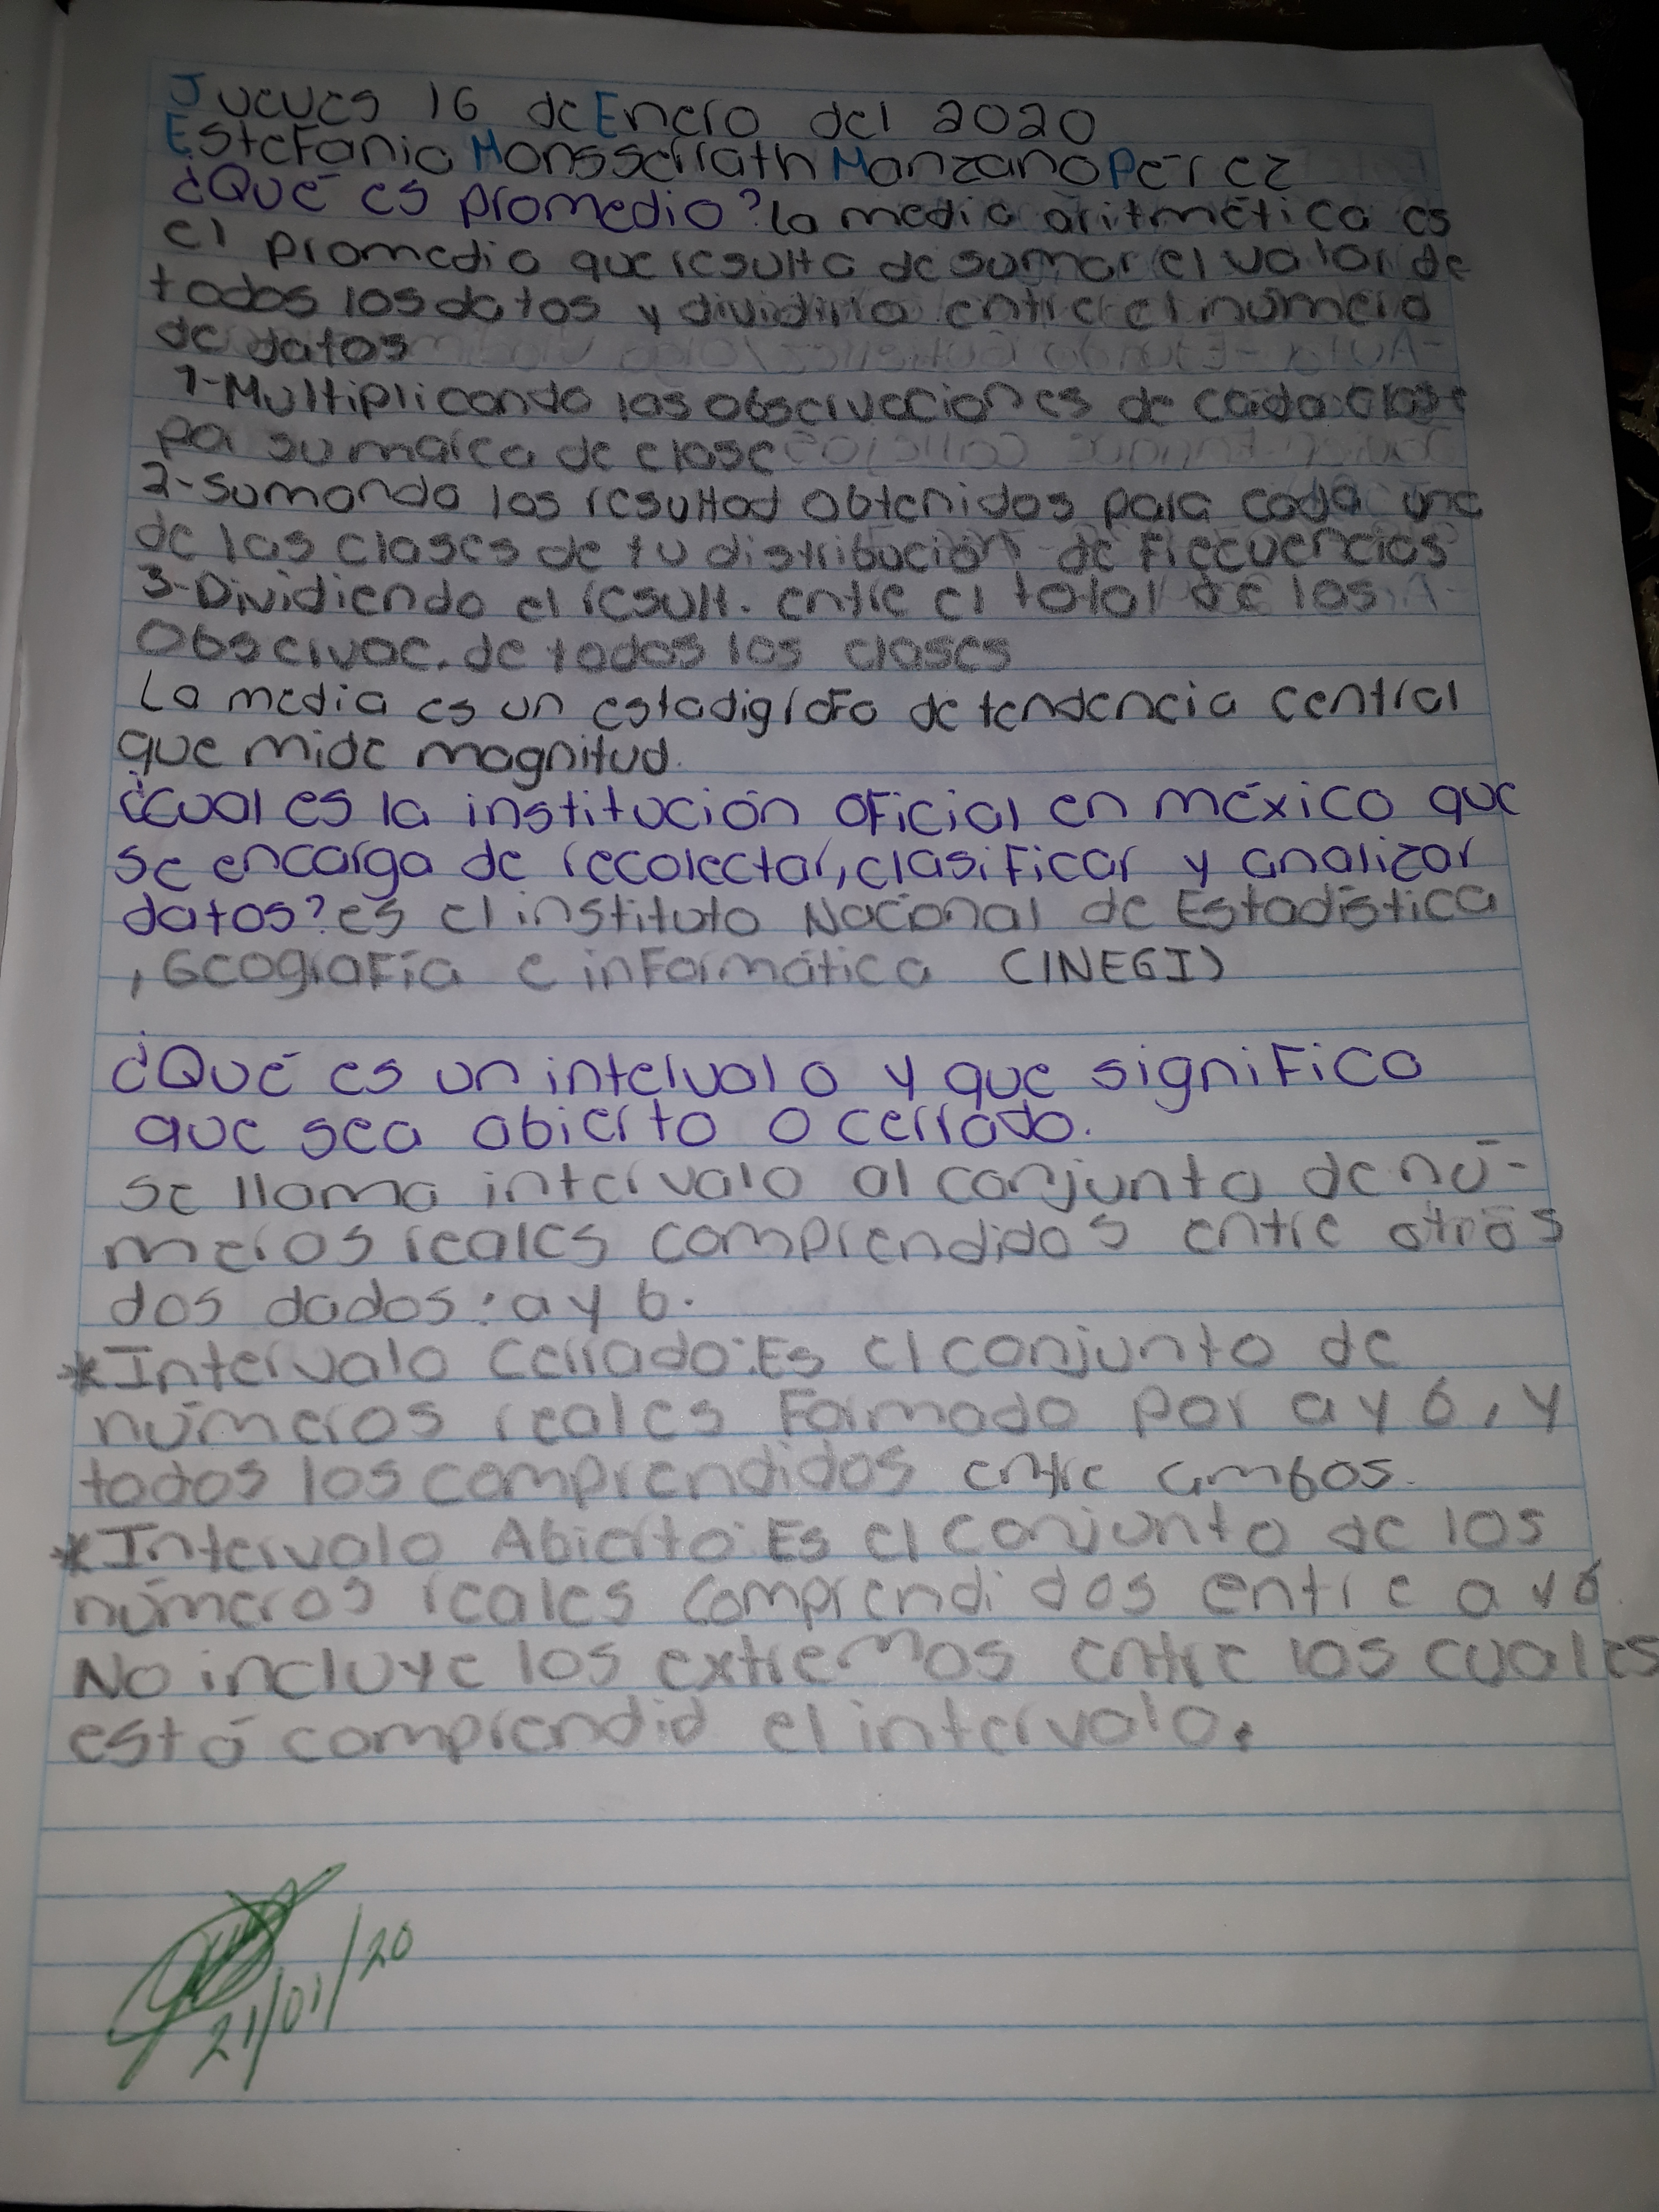 Jueves 16 de Enero del 2020
Estefania Monsserrath Manzano Pérez
¿Qué es promedio? la media aritmética es
el promedio que resulta de sumar el valor de
todos los datos y dividirla entre el número
de datos
1-Multiplicando las observaciones de cada clase
por su marca de clase
2-sumando los resultad obtenidos para cada una
de las clases de tu distribución de Frecuencias
3-Dividiendo el result. entre el total de las
Observac. de todas las clases
La media es un estadígrafo de tendencia central
que mide magnitud.
¿cual es la institución oficial en méxico que
se encarga de recolectar, clasificar y analizar
datos? es el instituto Nacional de Estadística
, Geografía e informática (INEGI)
¿Qué es un intervalo y que significa
que sea abierto o cerrado.
se llama intervalo al conjunto de nú-
meros reales comprendidos entre otros
dos dados: a y b.
*Intervalo cerrado: Es el conjunto de
números reales Formado por a y b, y
todos los comprendidos entre ambos.
*Intervalo Abierto: Es el conjunto de los
números reales comprendidos entre a y b
No incluye los extremos entre los cuales
está comprendid el intervalo.
21/01/20